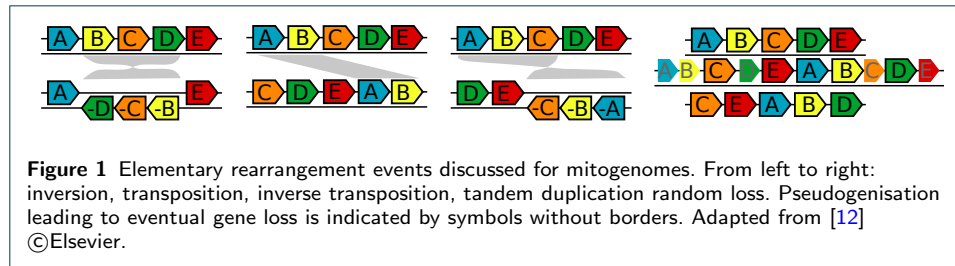 A B C D E A B C D E A B C D E A B C D E
A B C D E A B C D E
A -D -C -B E C D E A B D E -C -B -A C E A B D
Figure 1 Elementary rearrangement events discussed for mitogenomes. From left to right:
inversion, transposition, inverse transposition, tandem duplication random loss. Pseudogenisation
leading to eventual gene loss is indicated by symbols without borders. Adapted from [12]
©Elsevier.